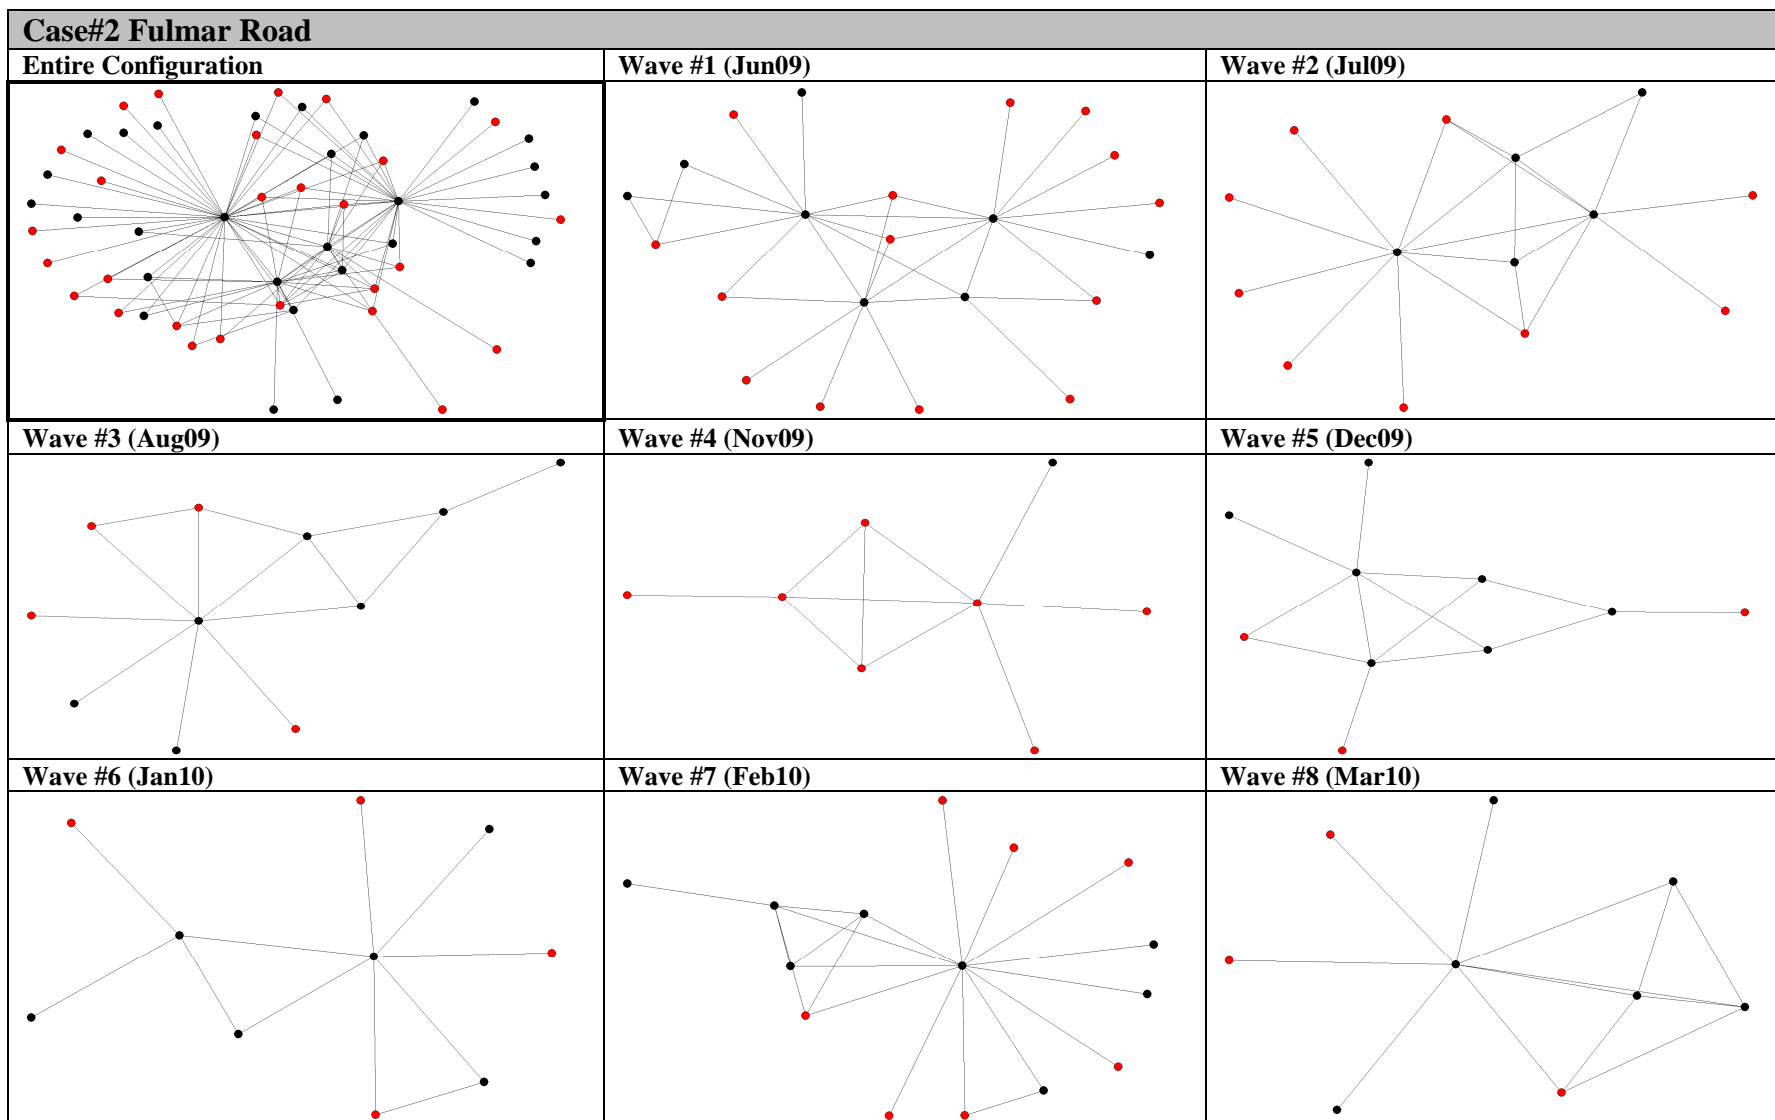 Case#2 Fulmar Road
Entire Configuration
Wave #1 (Jun09)
Wave #2 (Jul09)
Wave #3 (Aug09)
Wave #4 (Nov09)
Wave #5 (Dec09)
Wave #6 (Jan10)
Wave #7 (Feb10)
Wave #8 (Mar10)